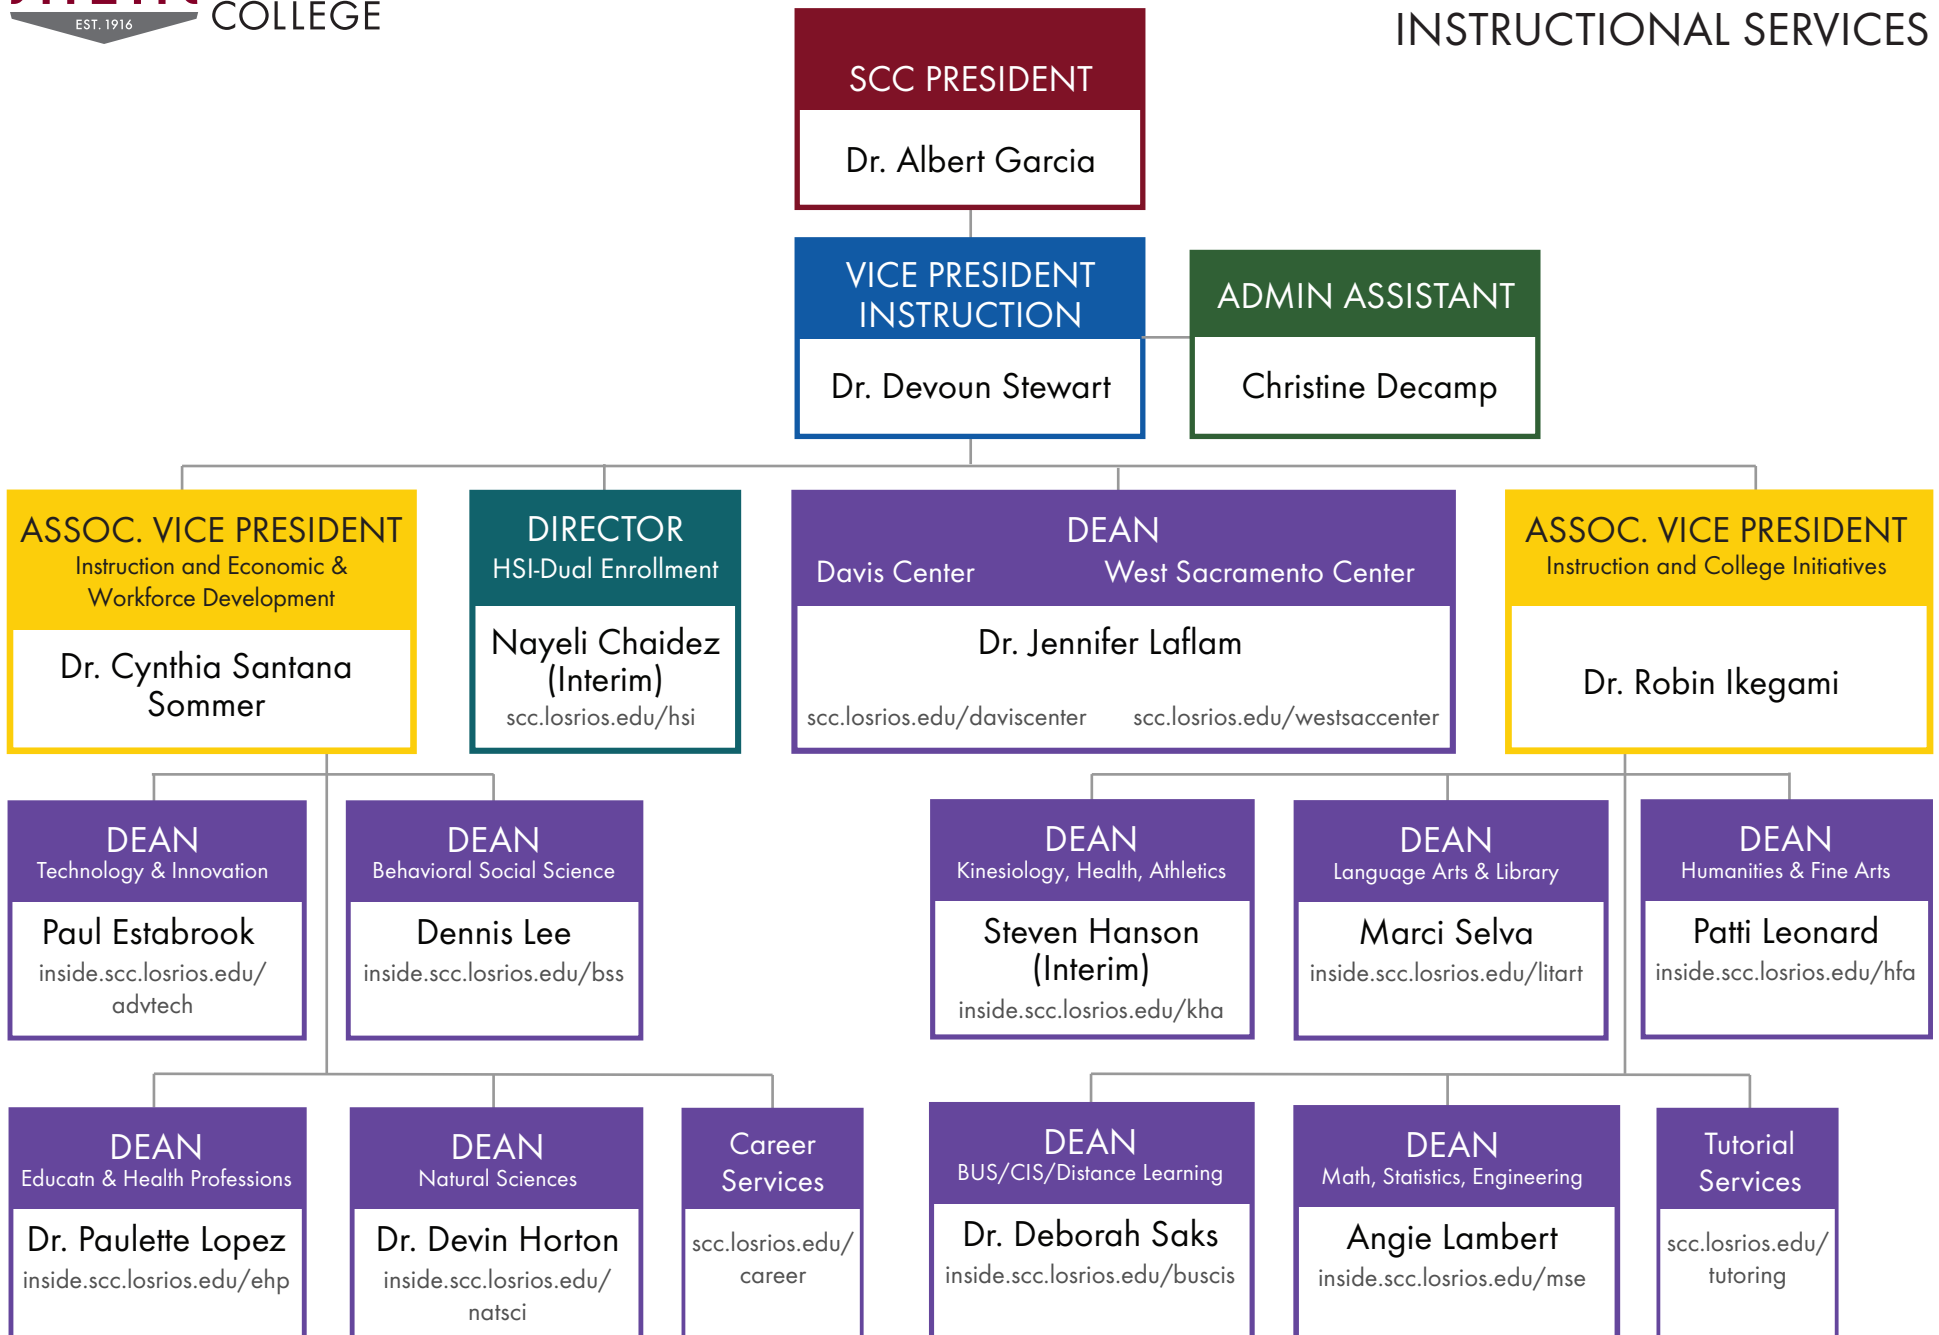 EST. 1916
COLLEGE
INSTRUCTIONAL SERVICES
SCC PRESIDENT
Dr. Albert Garcia
VICE PRESIDENT
INSTRUCTION
Dr. Devoun Stewart
ADMIN ASSISTANT
Christine Decamp
ASSOC. VICE PRESIDENT
Instruction and Economic &
Workforce Development
Dr. Cynthia Santana
Sommer
DIRECTOR
HSI-Dual Enrollment
Nayeli Chaidez
(Interim)
scc.losrios.edu/hsi
DEAN
Davis Center West Sacramento Center
Dr. Jennifer Laflam
scc.losrios.edu/daviscenter scc.losrios.edu/westsaccenter
ASSOC. VICE PRESIDENT
Instruction and College Initiatives
Dr. Robin Ikegami
DEAN
Technology & Innovation
Paul Estabrook
inside.scc.losrios.edu/
advtech
DEAN
Behavioral Social Science
Dennis Lee
inside.scc.losrios.edu/bss
DEAN
Kinesiology, Health, Athletics
Steven Hanson
(Interim)
inside.scc.losrios.edu/kha
DEAN
Language Arts & Library
Marci Selva
inside.scc.losrios.edu/litart
DEAN
Humanities & Fine Arts
Patti Leonard
inside.scc.losrios.edu/hfa
DEAN
Educatn & Health Professions
Dr. Paulette Lopez
inside.scc.losrios.edu/ehp
DEAN
Natural Sciences
Dr. Devin Horton
inside.scc.losrios.edu/
natsci
Career
Services
scc.losrios.edu/
career
DEAN
BUS/CIS/Distance Learning
Dr. Deborah Saks
inside.scc.losrios.edu/buscis
DEAN
Math, Statistics, Engineering
Angie Lambert
inside.scc.losrios.edu/mse
Tutorial
Services
scc.losrios.edu/
tutoring